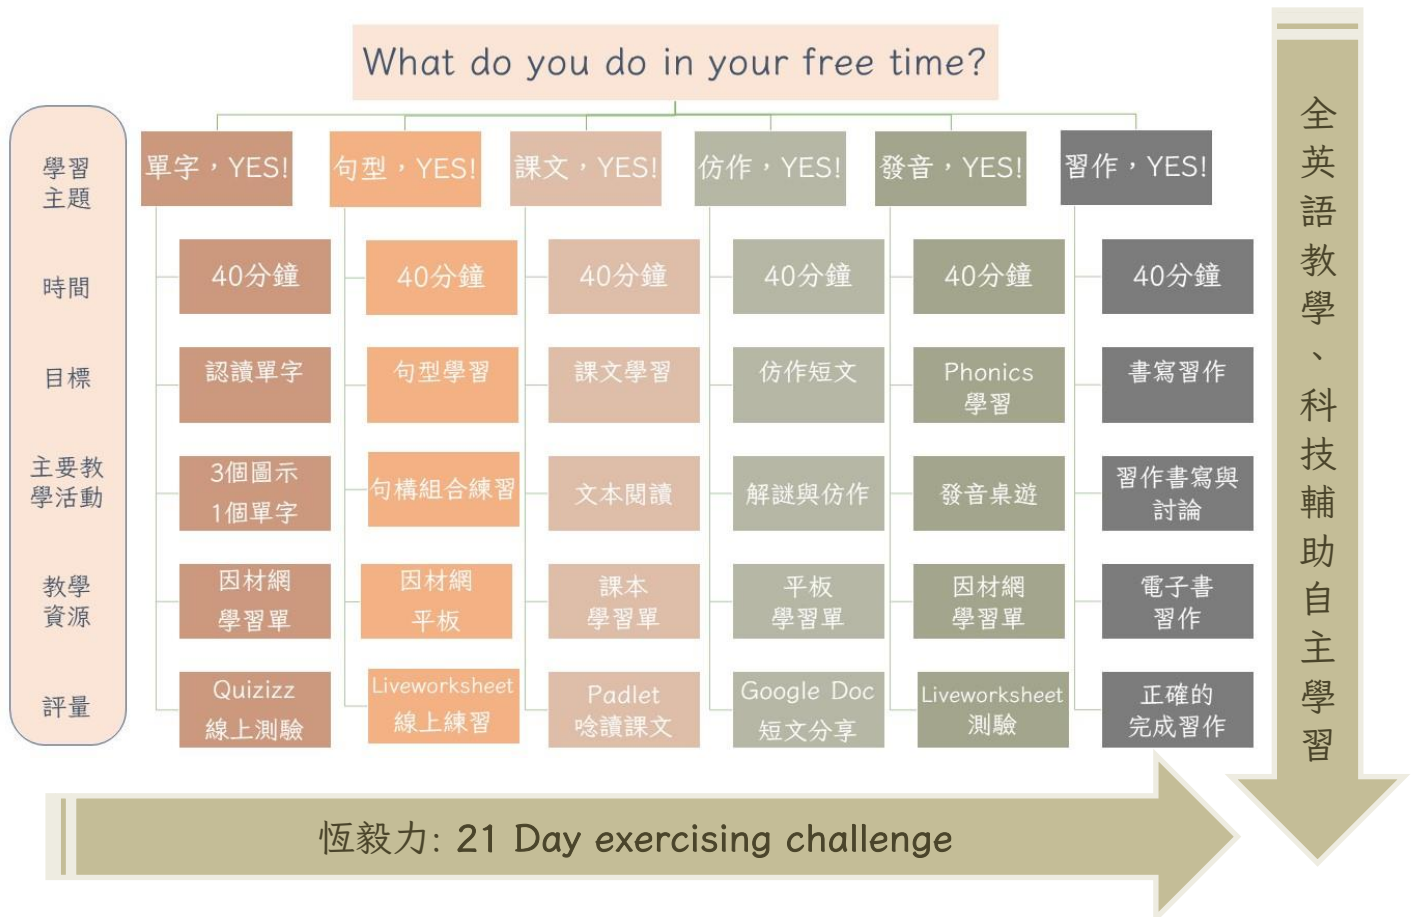 What do you do in your free time?
學習
主題
單字，YES!
句型，YES!
課文，YES!
仿作，YES!
發音，YES!
習作，YES!
時間
40分鐘
40分鐘
40分鐘
40分鐘
40分鐘
40分鐘
目標
認讀單字
句型學習
課文學習
仿作短文
Phonics
學習
書寫習作
主要教
學活動
3個圖示
1個單字
句構組合練習
文本閱讀
解謎與仿作
發音桌遊
習作書寫與
討論
教學
資源
因材網
學習單
因材網
平板
課本
學習單
平板
學習單
因材網
學習單
電子書
習作
評量
Quizizz
線上測驗
Liveworksheet
線上練習
Padlet
唸讀課文
Google Doc
短文分享
Liveworksheet
測驗
正確的
完成習作
全英語教學、科技輔助自主學習
恆毅力: 21 Day exercising challenge